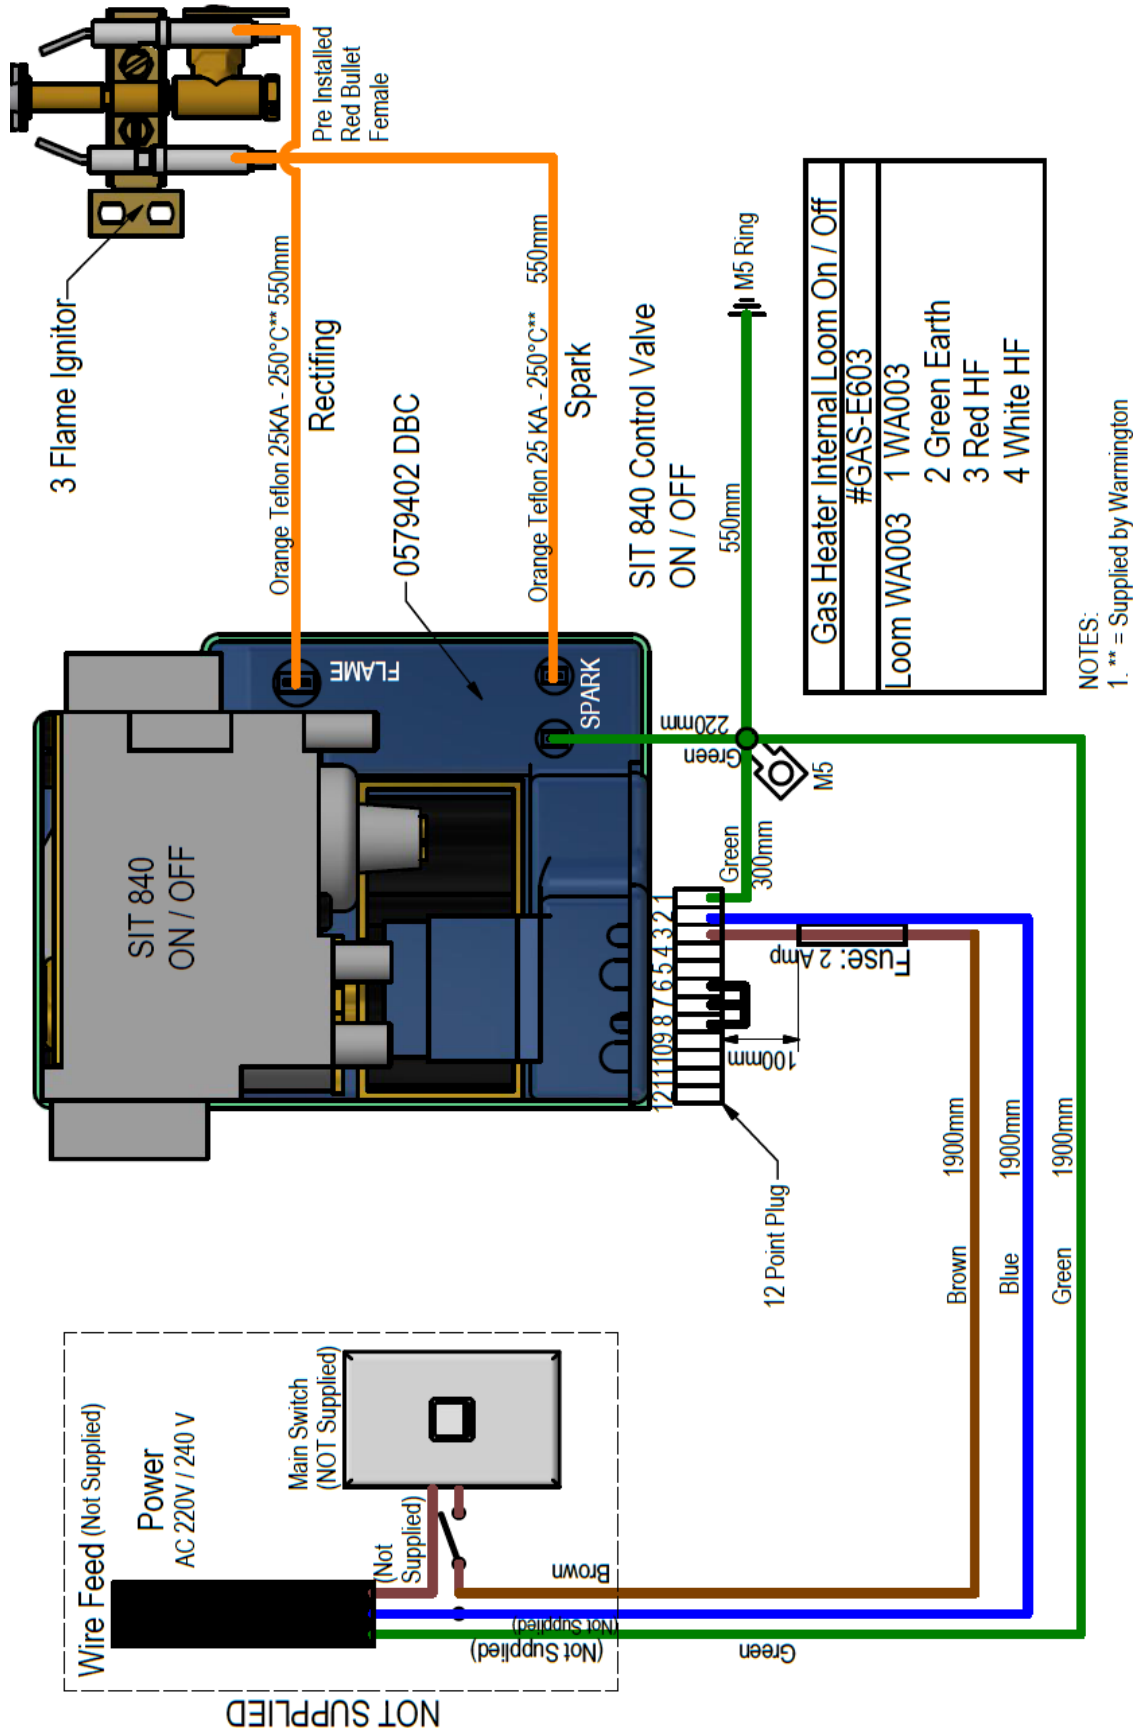 NOT SUPPLIED
Wire Feed (Not Supplied)
Power
AC 220V / 240 V
Main Switch
(NOT Supplied)
(Not
Supplied)
Brown
(Not Supplied)
(Not Supplied)
Green
3 Flame Ignitor
Pre Installed
Red Bullet
Female
Orange Teflon 25KA - 250°C** 550mm
Rectifing
0579402 DBC
Orange Teflon 25 KA - 250°C** 550mm
Spark
SIT 840 Control Valve
ON / OFF
SIT 840
ON / OFF
FLAME
SPARK
220mm
Green
M5
550mm
M5 Ring
Green
300mm
12 11 10 9 8 7 6 5 4 3 2 1
Fuse: 2 Amp
100mm
12 Point Plug
Brown 1900mm
Blue 1900mm
Green 1900mm
Gas Heater Internal Loom On / Off
#GAS-E603
Loom WA003 1 WA003
2 Green Earth
3 Red HF
4 White HF
NOTES:
1. ** = Supplied by Warmington